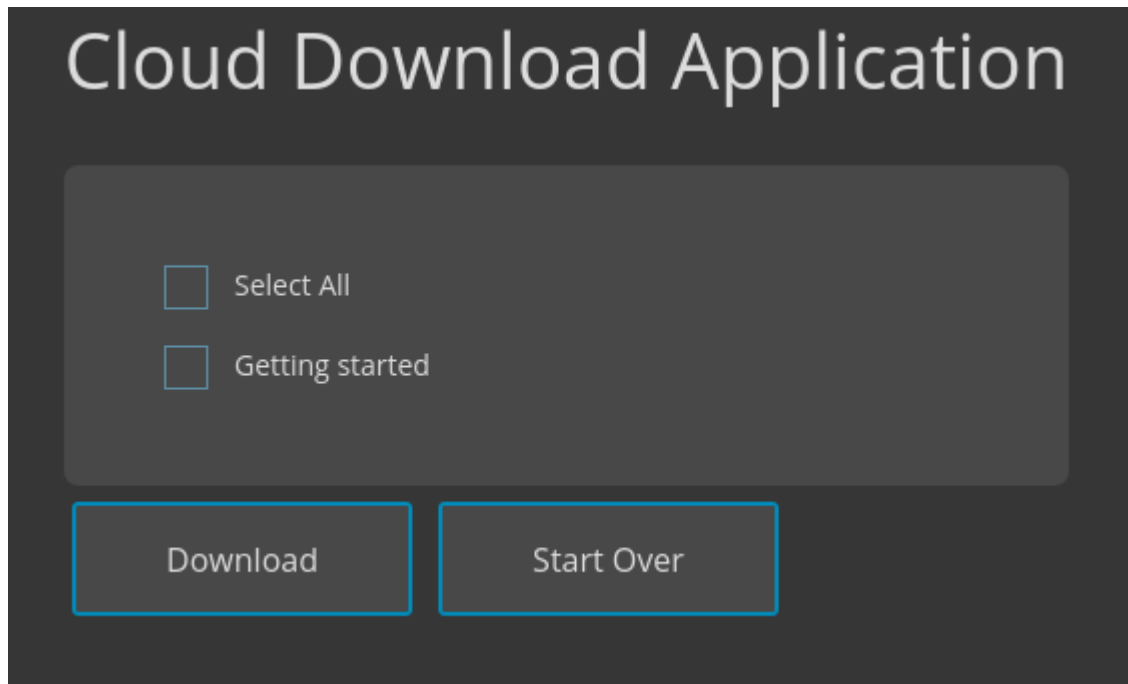 Cloud Download Application
Select All
Getting started
Download
Start Over